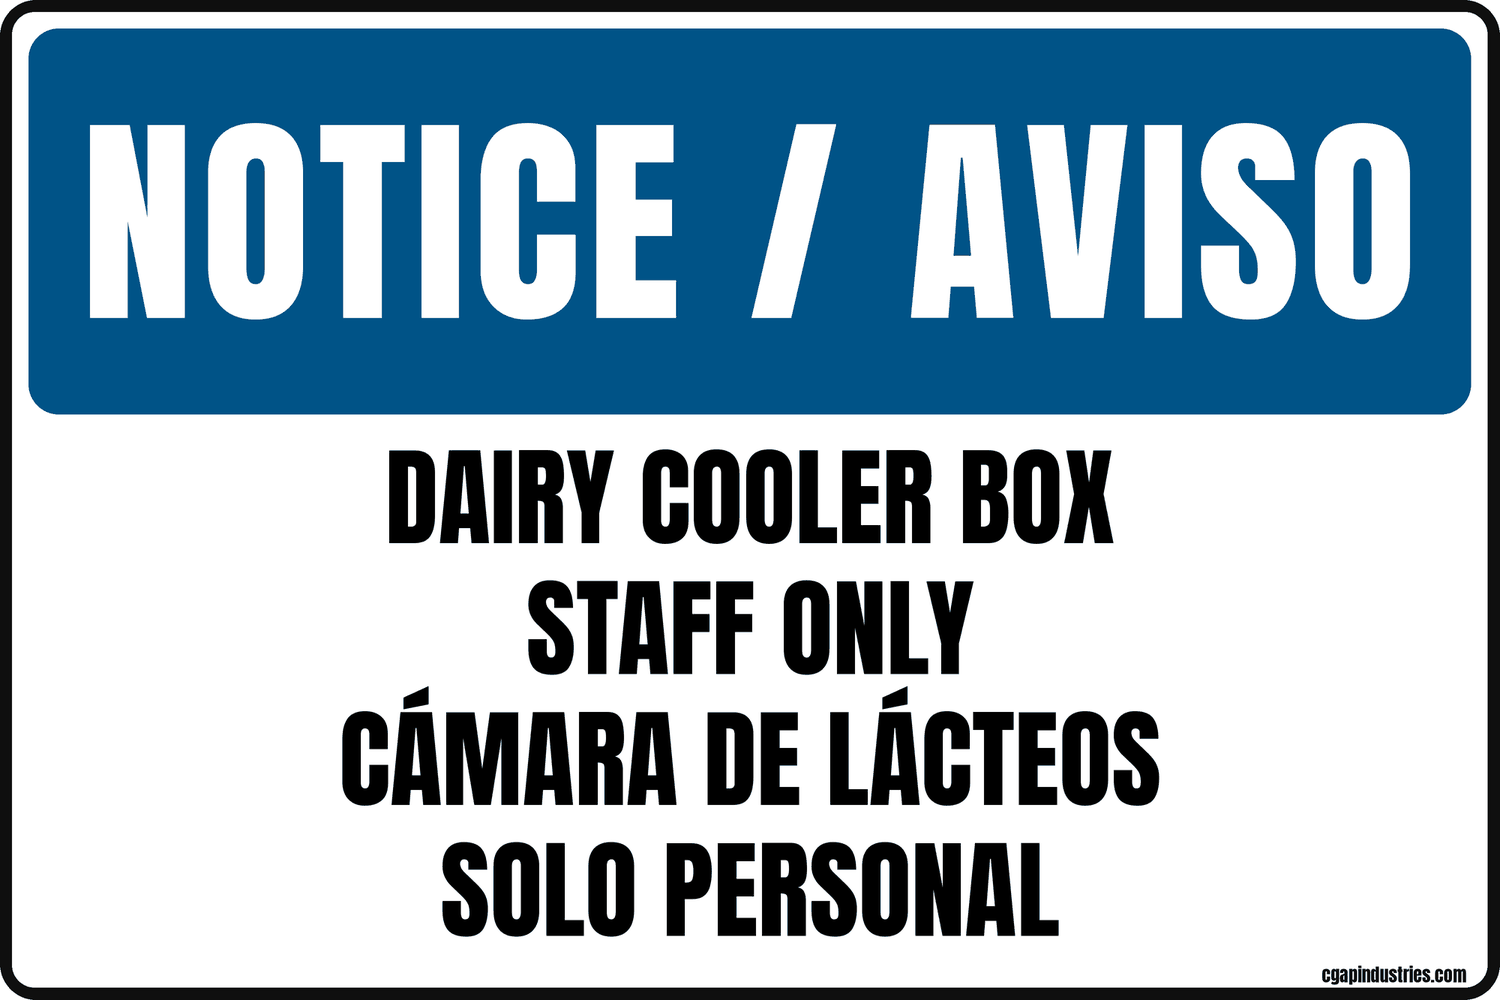 NOTICE / AVISO
DAIRY COOLER BOX
STAFF ONLY
CÁMARA DE LÁCTEOS
SOLO PERSONAL
cgapindustries.com